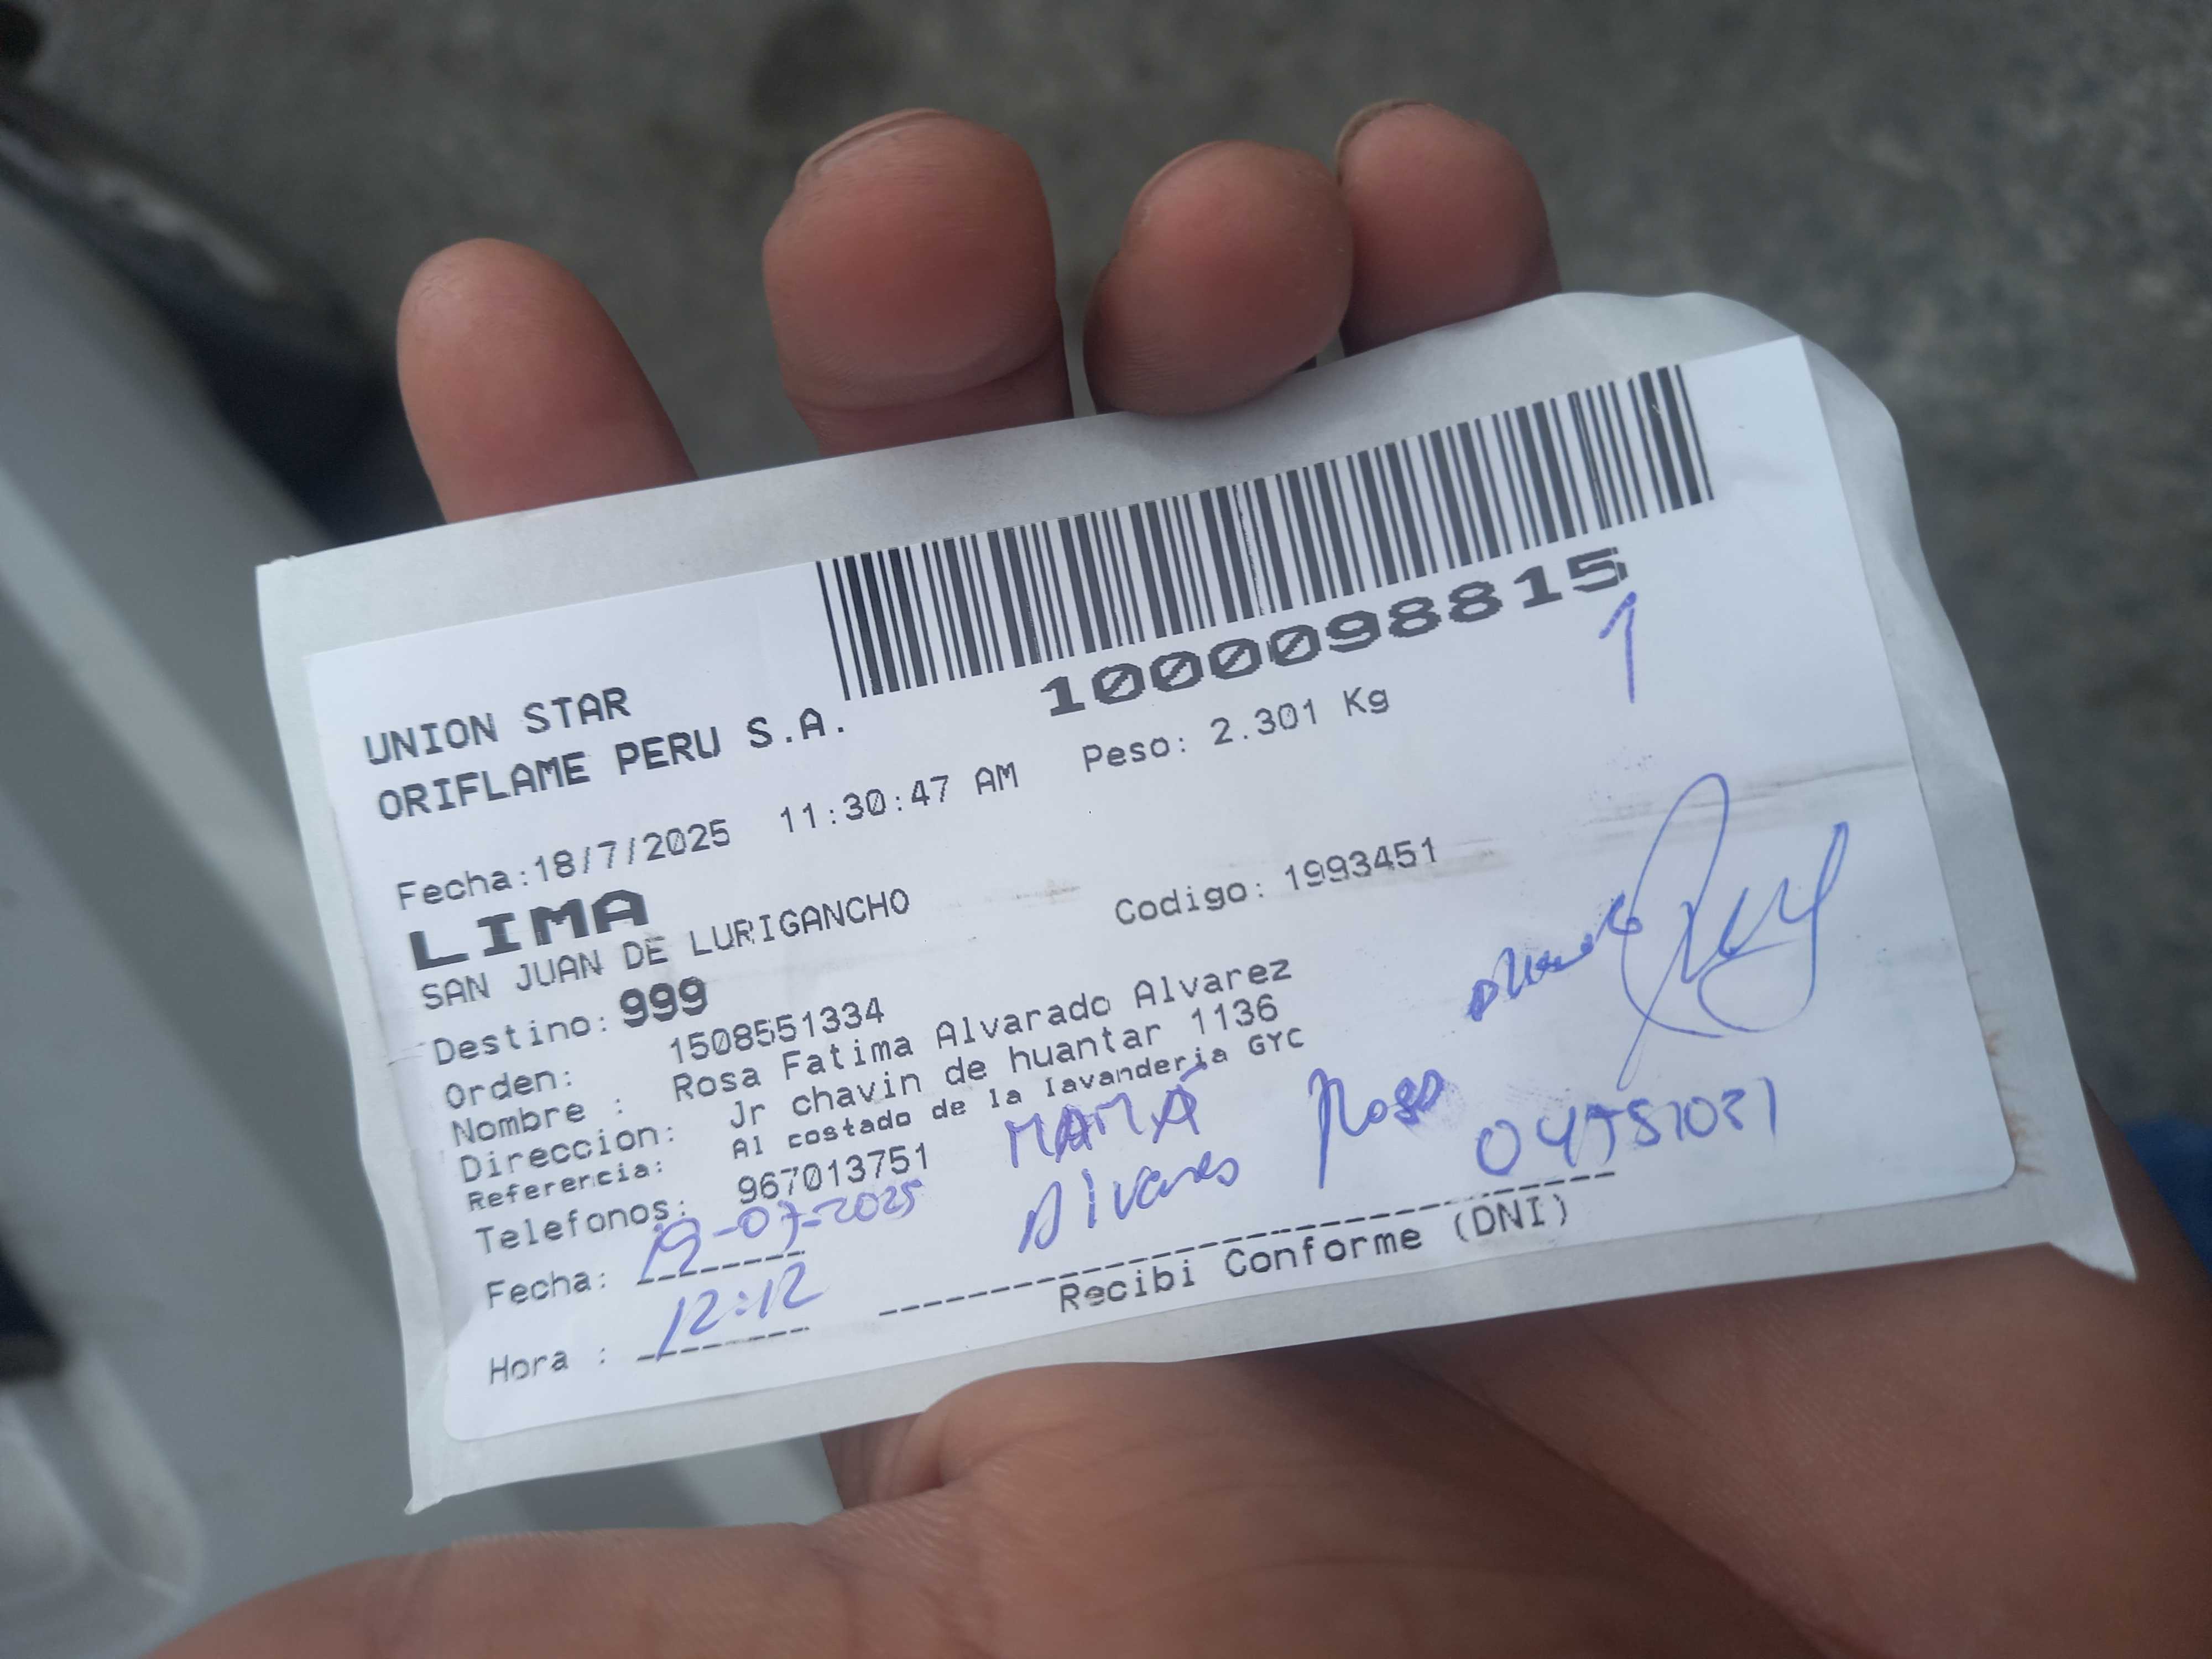 1000098815
1
UNION STAR
ORIFLAME PERU S.A.
Fecha:18/7/2025 11:30:47 AM Peso: 2.301 Kg
LIMA
SAN JUAN DE LURIGANCHO Codigo: 1993451
Destino: 999
Orden: 1508551334
Nombre : Rosa Fatima Alvarado Alvarez
Direccion: Jr chavin de huantar 1136
Referencia: Al costado de la lavanderia GYC
Telefonos: 967013751 MAMÁ
Fecha: 19-07-2025 Alvares Rosa
Hora : 12:12
Recibi Conforme (DNI)